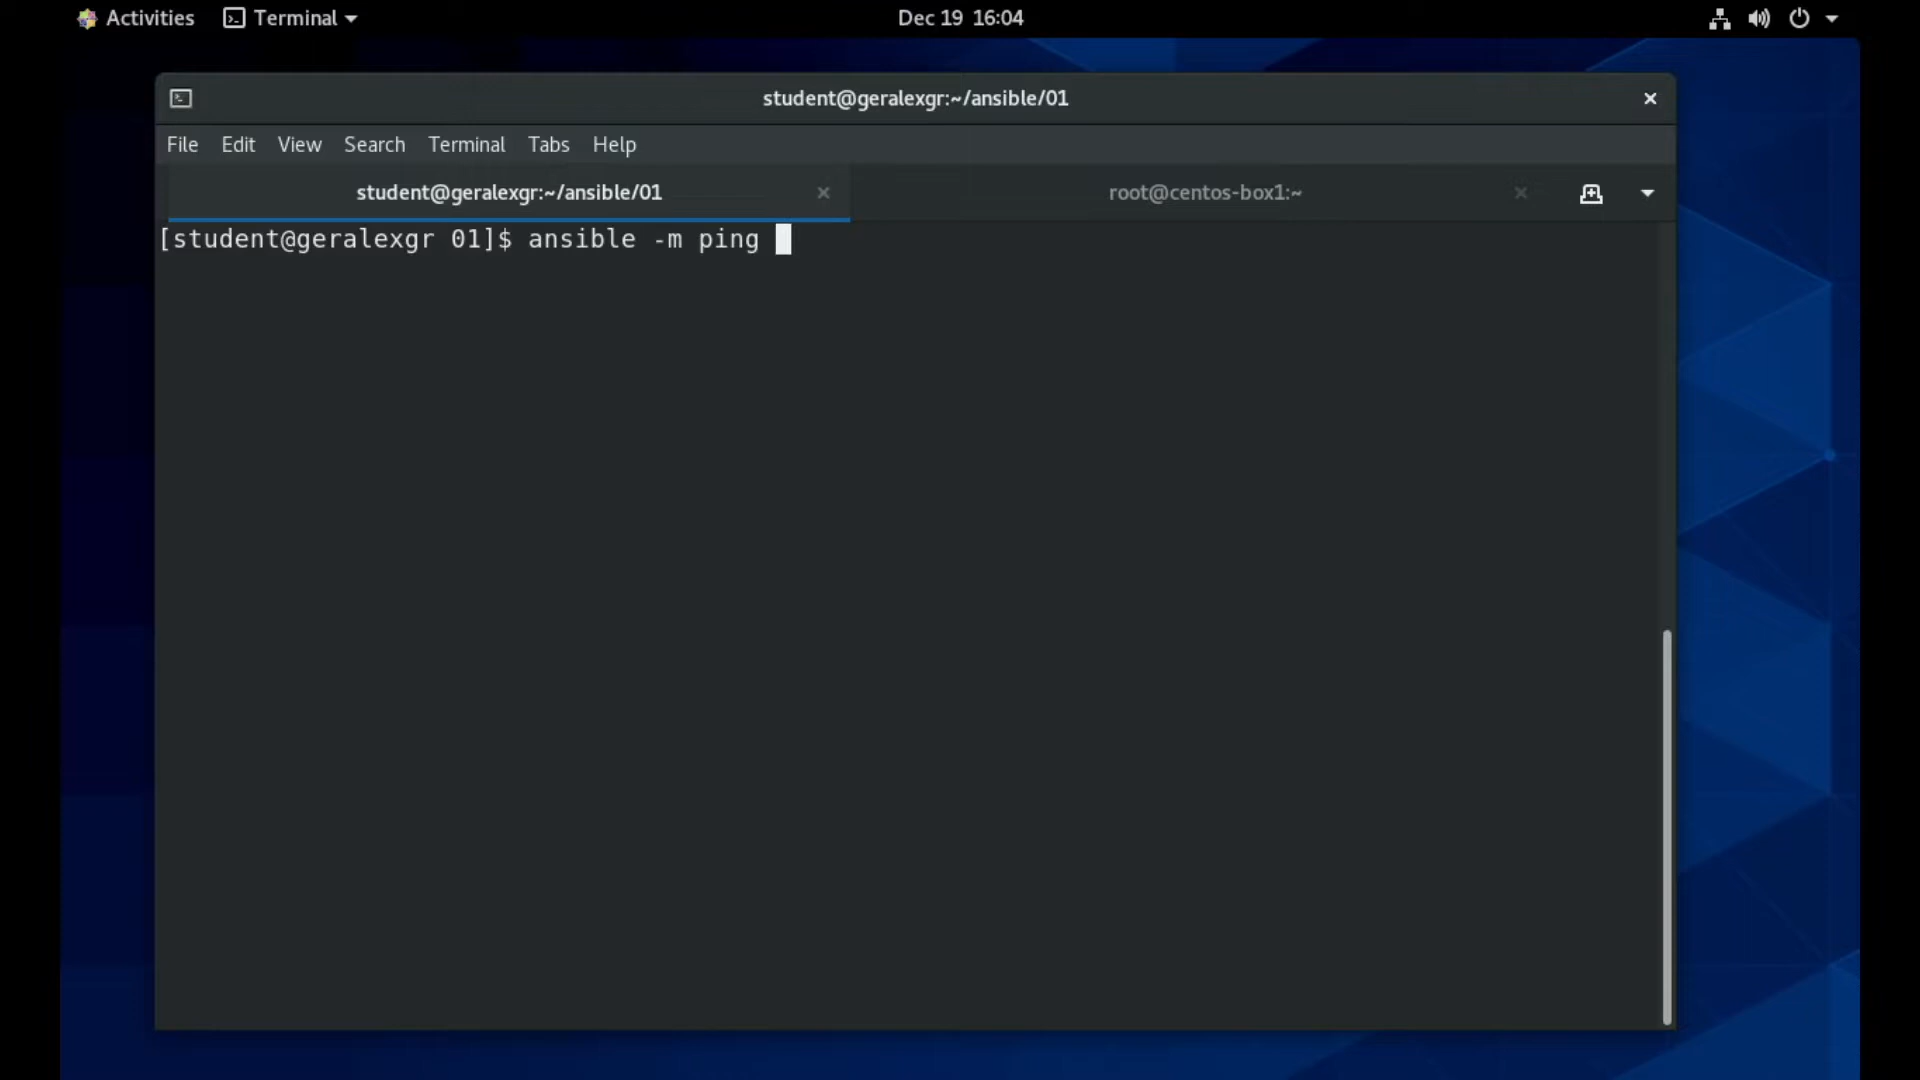 Activities Terminal Dec 19 16:04
student@geralexgr:~/ansible/01
File Edit View Search Terminal Tabs Help
student@geralexgr:~/ansible/01 root@centos-box1:~
[student@geralexgr 01]$ ansible -m ping